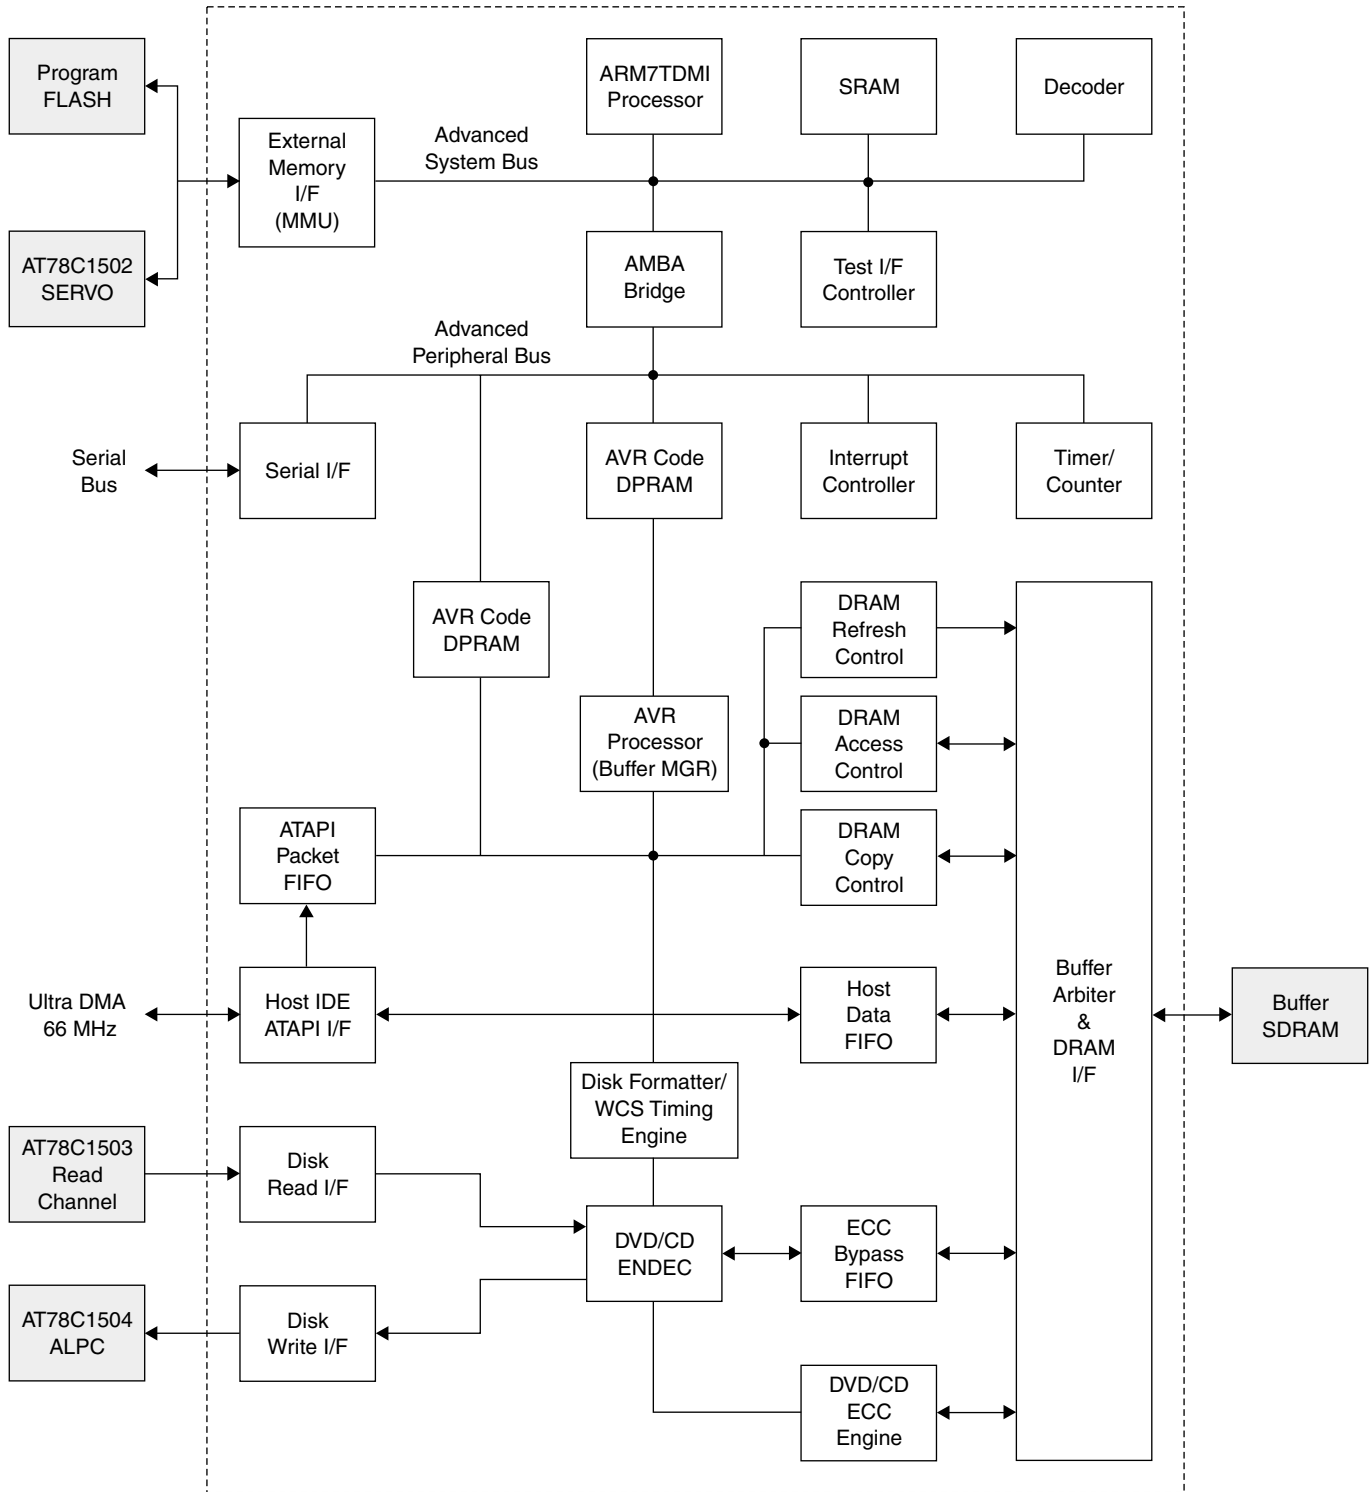 Program
FLASH
ARM7TDMI
Processor
SRAM
Decoder
External
Memory
I/F
(MMU)
Advanced
System Bus
AT78C1502
SERVO
AMBA
Bridge
Test I/F
Controller
Advanced
Peripheral Bus
Serial
Bus
Serial I/F
AVR Code
DPRAM
Interrupt
Controller
Timer/
Counter
AVR Code
DPRAM
DRAM
Refresh
Control
AVR
Processor
(Buffer MGR)
DRAM
Access
Control
ATAPI
Packet
FIFO
DRAM
Copy
Control
Ultra DMA
66 MHz
Host IDE
ATAPI I/F
Host
Data
FIFO
Buffer
Arbiter
&
DRAM
I/F
Buffer
SDRAM
Disk Formatter/
WCS Timing
Engine
AT78C1503
Read
Channel
Disk
Read I/F
DVD/CD
ENDEC
ECC
Bypass
FIFO
AT78C1504
ALPC
Disk
Write I/F
DVD/CD
ECC
Engine